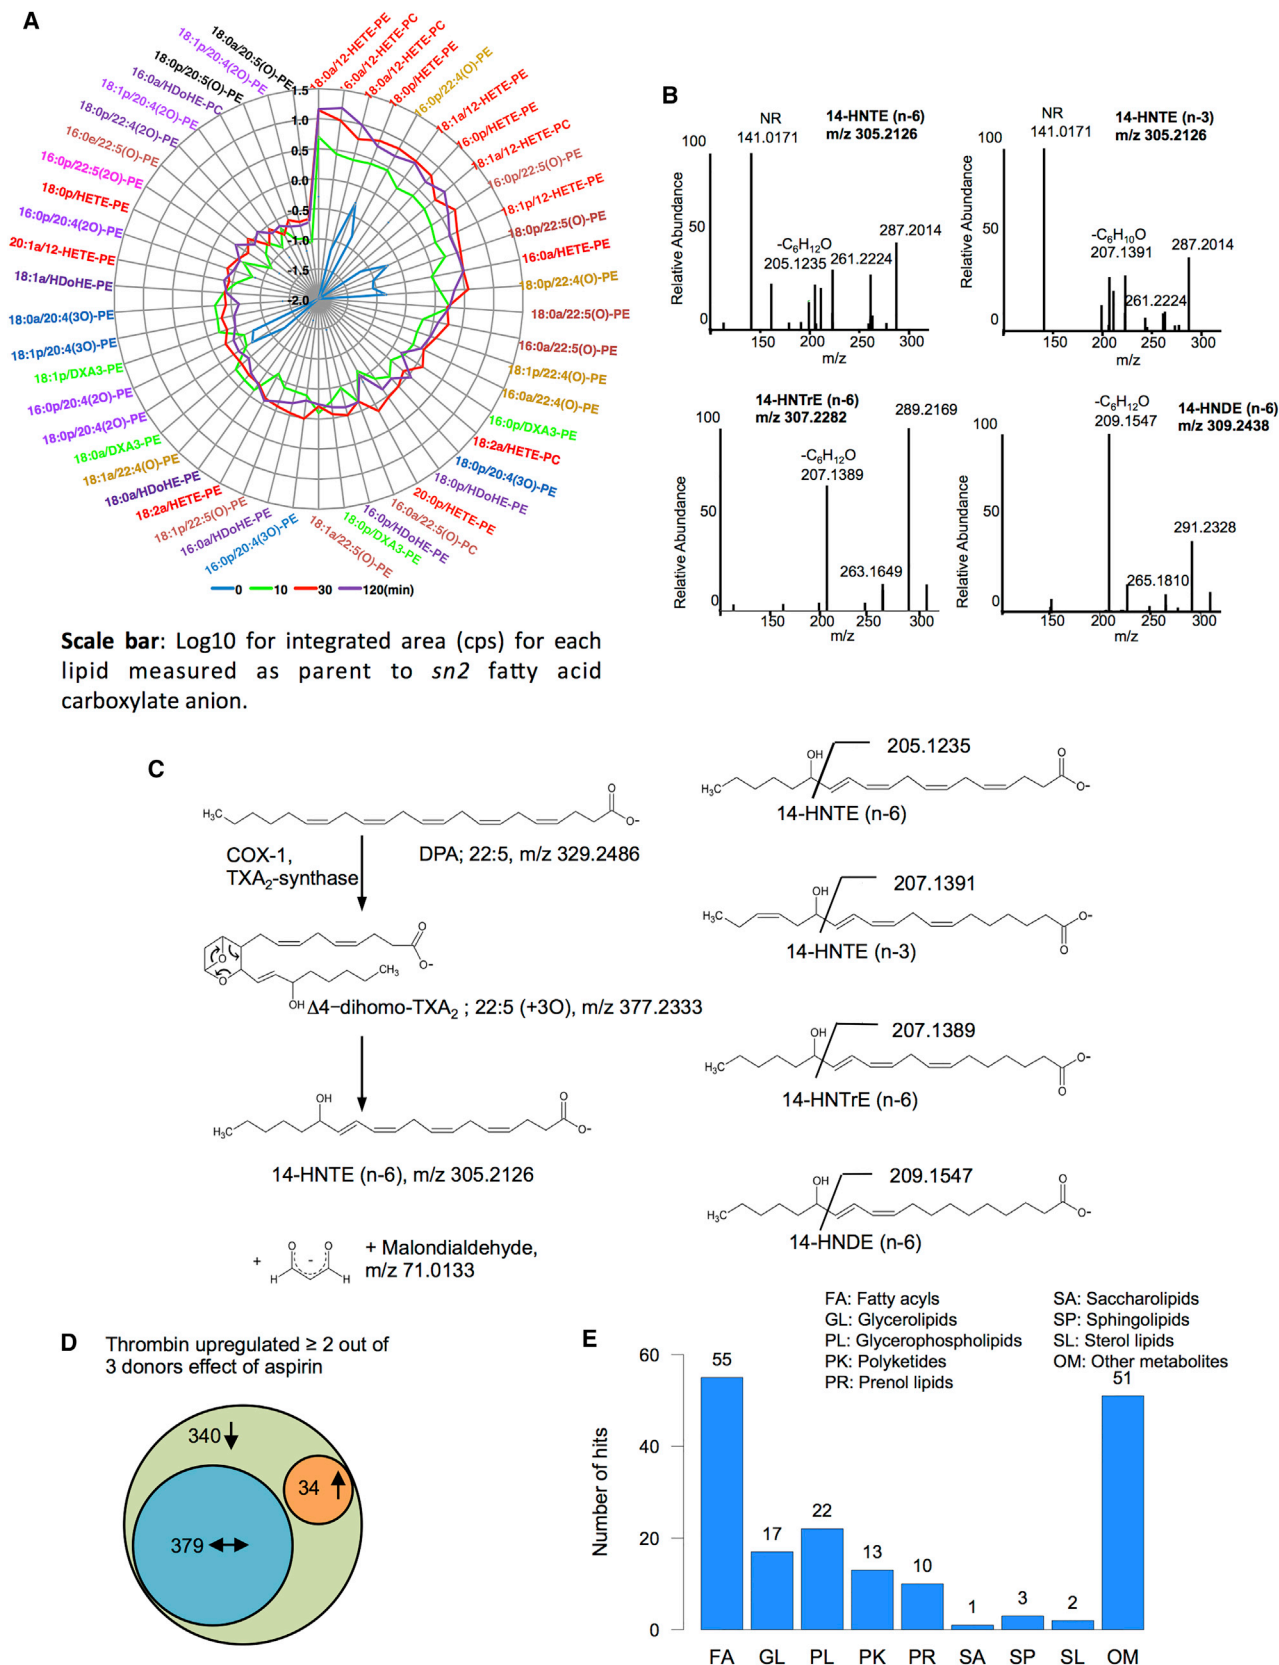 A
18:0a/20:5(O)-PE
18:1p/20:4(2O)-PE
18:0p/20:5(O)-PE
16:0a/HDoHE-PC
18:1p/20:4(2O)-PE
18:0p/22:4(2O)-PE
16:0e/22:5(O)-PE
16:0p/22:5(2O)-PE
18:0p/HETE-PE
16:0p/20:4(2O)-PE
20:1a/12-HETE-PE
18:1a/HDoHE-PE
18:0a/20:4(3O)-PE
18:1p/20:4(3O)-PE
18:1p/DXA3-PE
16:0p/20:4(2O)-PE
18:0p/20:4(2O)-PE
18:0a/DXA3-PE
18:1a/22:4(O)-PE
18:0a/HDoHE-PE
18:2a/HETE-PE
18:1p/22:5(O)-PE
16:0a/HDoHE-PE
16:0p/20:4(3O)-PE
18:0a/12-HETE-PE
16:0a/12-HETE-PC
18:0a/12-HETE-PC
18:0p/HETE-PE
16:0p/22:4(O)-PE
18:1a/12-HETE-PE
16:0p/HETE-PE
18:1a/12-HETE-PC
16:0p/22:5(O)-PE
18:1p/12-HETE-PE
18:0p/22:5(O)-PE
16:0a/HETE-PE
18:0p/22:4(O)-PE
18:0a/22:5(O)-PE
16:0a/22:5(O)-PE
18:1p/22:4(O)-PE
16:0a/22:4(O)-PE
16:0p/DXA3-PE
18:2a/HETE-PC
18:0p/20:4(3O)-PE
18:0p/HDoHE-PE
20:0p/HETE-PE
16:0a/22:5(O)-PC
16:0p/HDoHE-PE
18:0p/DXA3-PE
18:1a/22:5(O)-PE
1.5
1.0
0.5
0.0
-0.5
-1.0
-1.5
-2.0
0 10 30 120(min)
Scale bar: Log10 for integrated area (cps) for each
lipid measured as parent to sn2 fatty acid
carboxylate anion.
B
NR
141.0171
14-HNTE (n-6)
m/z 305.2126
100
50
0
Relative Abundance
-C6H12O
205.1235
261.2224
287.2014
150 200 250 300
m/z
NR
141.0171
14-HNTE (n-3)
m/z 305.2126
100
50
0
Relative Abundance
-C6H10O
207.1391
287.2014
261.2224
150 200 250 300
m/z
14-HNTrE (n-6)
m/z 307.2282
289.2169
100
50
0
Relative Abundance
-C6H12O
207.1389
263.1649
150 200 250 300
m/z
-C6H12O
209.1547
14-HNDE (n-6)
m/z 309.2438
100
50
0
Relative Abundance
291.2328
265.1810
150 200 250 300
m/z
C
H3C
O
O-
COX-1,
TXA2-synthase
DPA; 22:5, m/z 329.2486
O
O
O
O-
CH3
OH
Δ4−dihomo-TXA2 ; 22:5 (+3O), m/z 377.2333
OH
H3C
O
O-
14-HNTE (n-6), m/z 305.2126
+
O
O
-
H
H
+ Malondialdehyde,
m/z 71.0133
205.1235
OH
H3C
O
O-
14-HNTE (n-6)
207.1391
OH
H3C
O-
O
14-HNTE (n-3)
207.1389
OH
H3C
O-
O
14-HNTrE (n-6)
209.1547
OH
H3C
O
O-
14-HNDE (n-6)
D
Thrombin upregulated ≥ 2 out of
3 donors effect of aspirin
340 ↓
34 ↑
379 ↔
E
FA: Fatty acyls
GL: Glycerolipids
PL: Glycerophospholipids
PK: Polyketides
PR: Prenol lipids
SA: Saccharolipids
SP: Sphingolipids
SL: Sterol lipids
OM: Other metabolites
Number of hits
60
40
20
0
55
17
22
13
10
1
3
2
51
FA GL PL PK PR SA SP SL OM